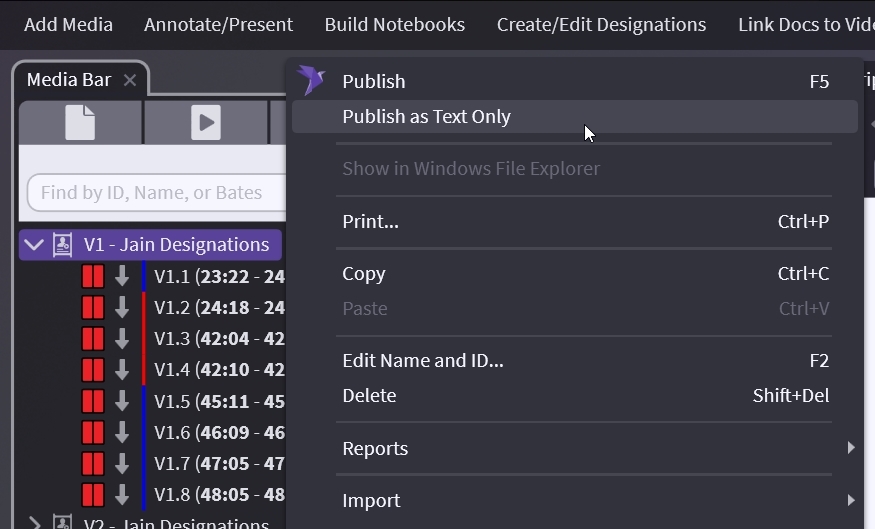 Add Media Annotate/Present Build Notebooks Create/Edit Designations Link Docs to
Media Bar
Publish F5
Publish as Text Only
Show in Windows File Explorer
Find by ID, Name, or Bates
Print... Ctrl+P
V1 - Jain Designations
Copy Ctrl+C
V1.1 (23:22 - 24
V1.2 (24:18 - 24
Paste Ctrl+V
V1.3 (42:04 - 42
V1.4 (42:10 - 42
Edit Name and ID... F2
V1.5 (45:11 - 45
Delete Shift+Del
V1.6 (46:09 - 46
V1.7 (47:05 - 47
Reports
V1.8 (48:05 - 48
Import
V2 - Jain Designations